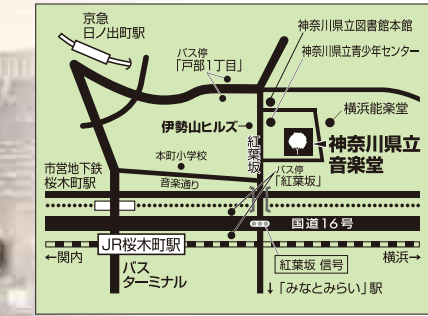 京急
日ノ出町駅
バス停
「戸部1丁目」
神奈川県立図書館本館
神奈川県立青少年センター
伊勢山ヒルズ
紅葉坂
横浜能楽堂
神奈川県立
音楽堂
本町小学校
音楽通り
市営地下鉄
桜木町駅
バス停
「紅葉坂」
国道16号
JR桜木町駅
←関内
紅葉坂 信号
横浜→
バス
ターミナル
↓「みなとみらい」駅